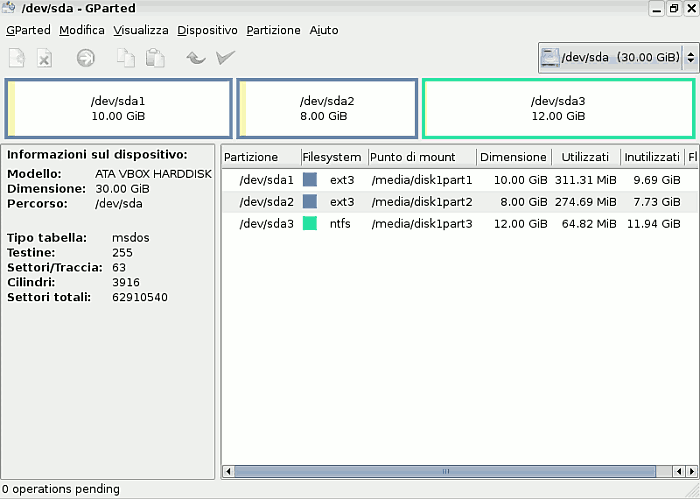 /dev/sda - GParted
GParted Modifica Visualizza Dispositivo Partizione Aiuto
/dev/sda (30.00 GiB)
/dev/sda1
10.00 GiB
/dev/sda2
8.00 GiB
/dev/sda3
12.00 GiB
Informazioni sul dispositivo:
Modello: ATA VBOX HARDDISK
Dimensione: 30.00 GiB
Percorso: /dev/sda
Tipo tabella: msdos
Testine: 255
Settori/Traccia: 63
Cilindri: 3916
Settori totali: 62910540
Partizione Filesystem Punto di mount Dimensione Utilizzati Inutilizzati Fl
/dev/sda1 ext3 /media/disk1part1 10.00 GiB 311.31 MiB 9.69 GiB
/dev/sda2 ext3 /media/disk1part2 8.00 GiB 274.69 MiB 7.73 GiB
/dev/sda3 ntfs /media/disk1part3 12.00 GiB 64.82 MiB 11.94 GiB
0 operations pending